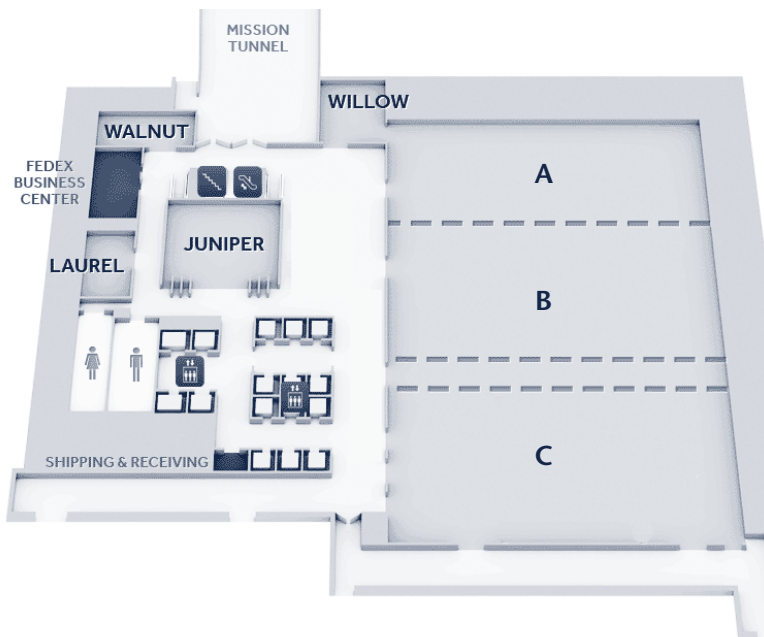 MISSION
TUNNEL
WILLOW
WALNUT
FEDEX
BUSINESS
CENTER
A
JUNIPER
LAUREL
B
SHIPPING & RECEIVING
C